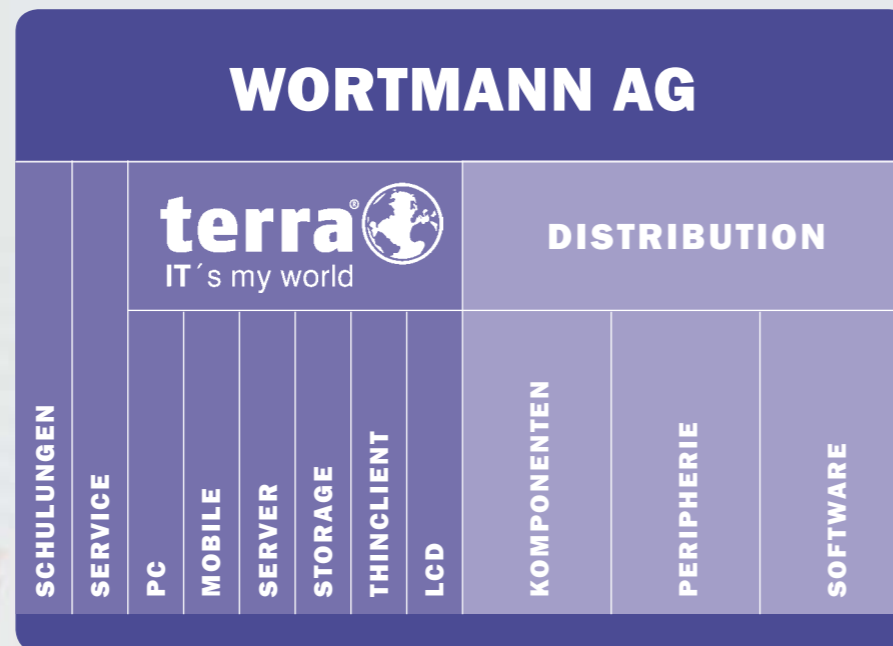 WORTMANN AG
terra®
IT´s my world
DISTRIBUTION
SCHULUNGEN
SERVICE
PC
MOBILE
SERVER
STORAGE
THINCLIENT
LCD
KOMPONENTEN
PERIPHERIE
SOFTWARE